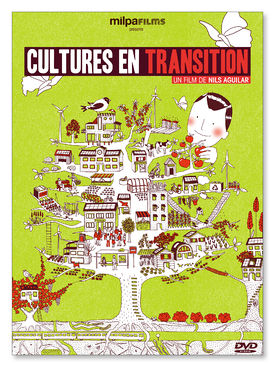 milpaFILMS
présente
CULTURES EN TRANSITION
UN FILM DE NILS AGUILAR
DVD